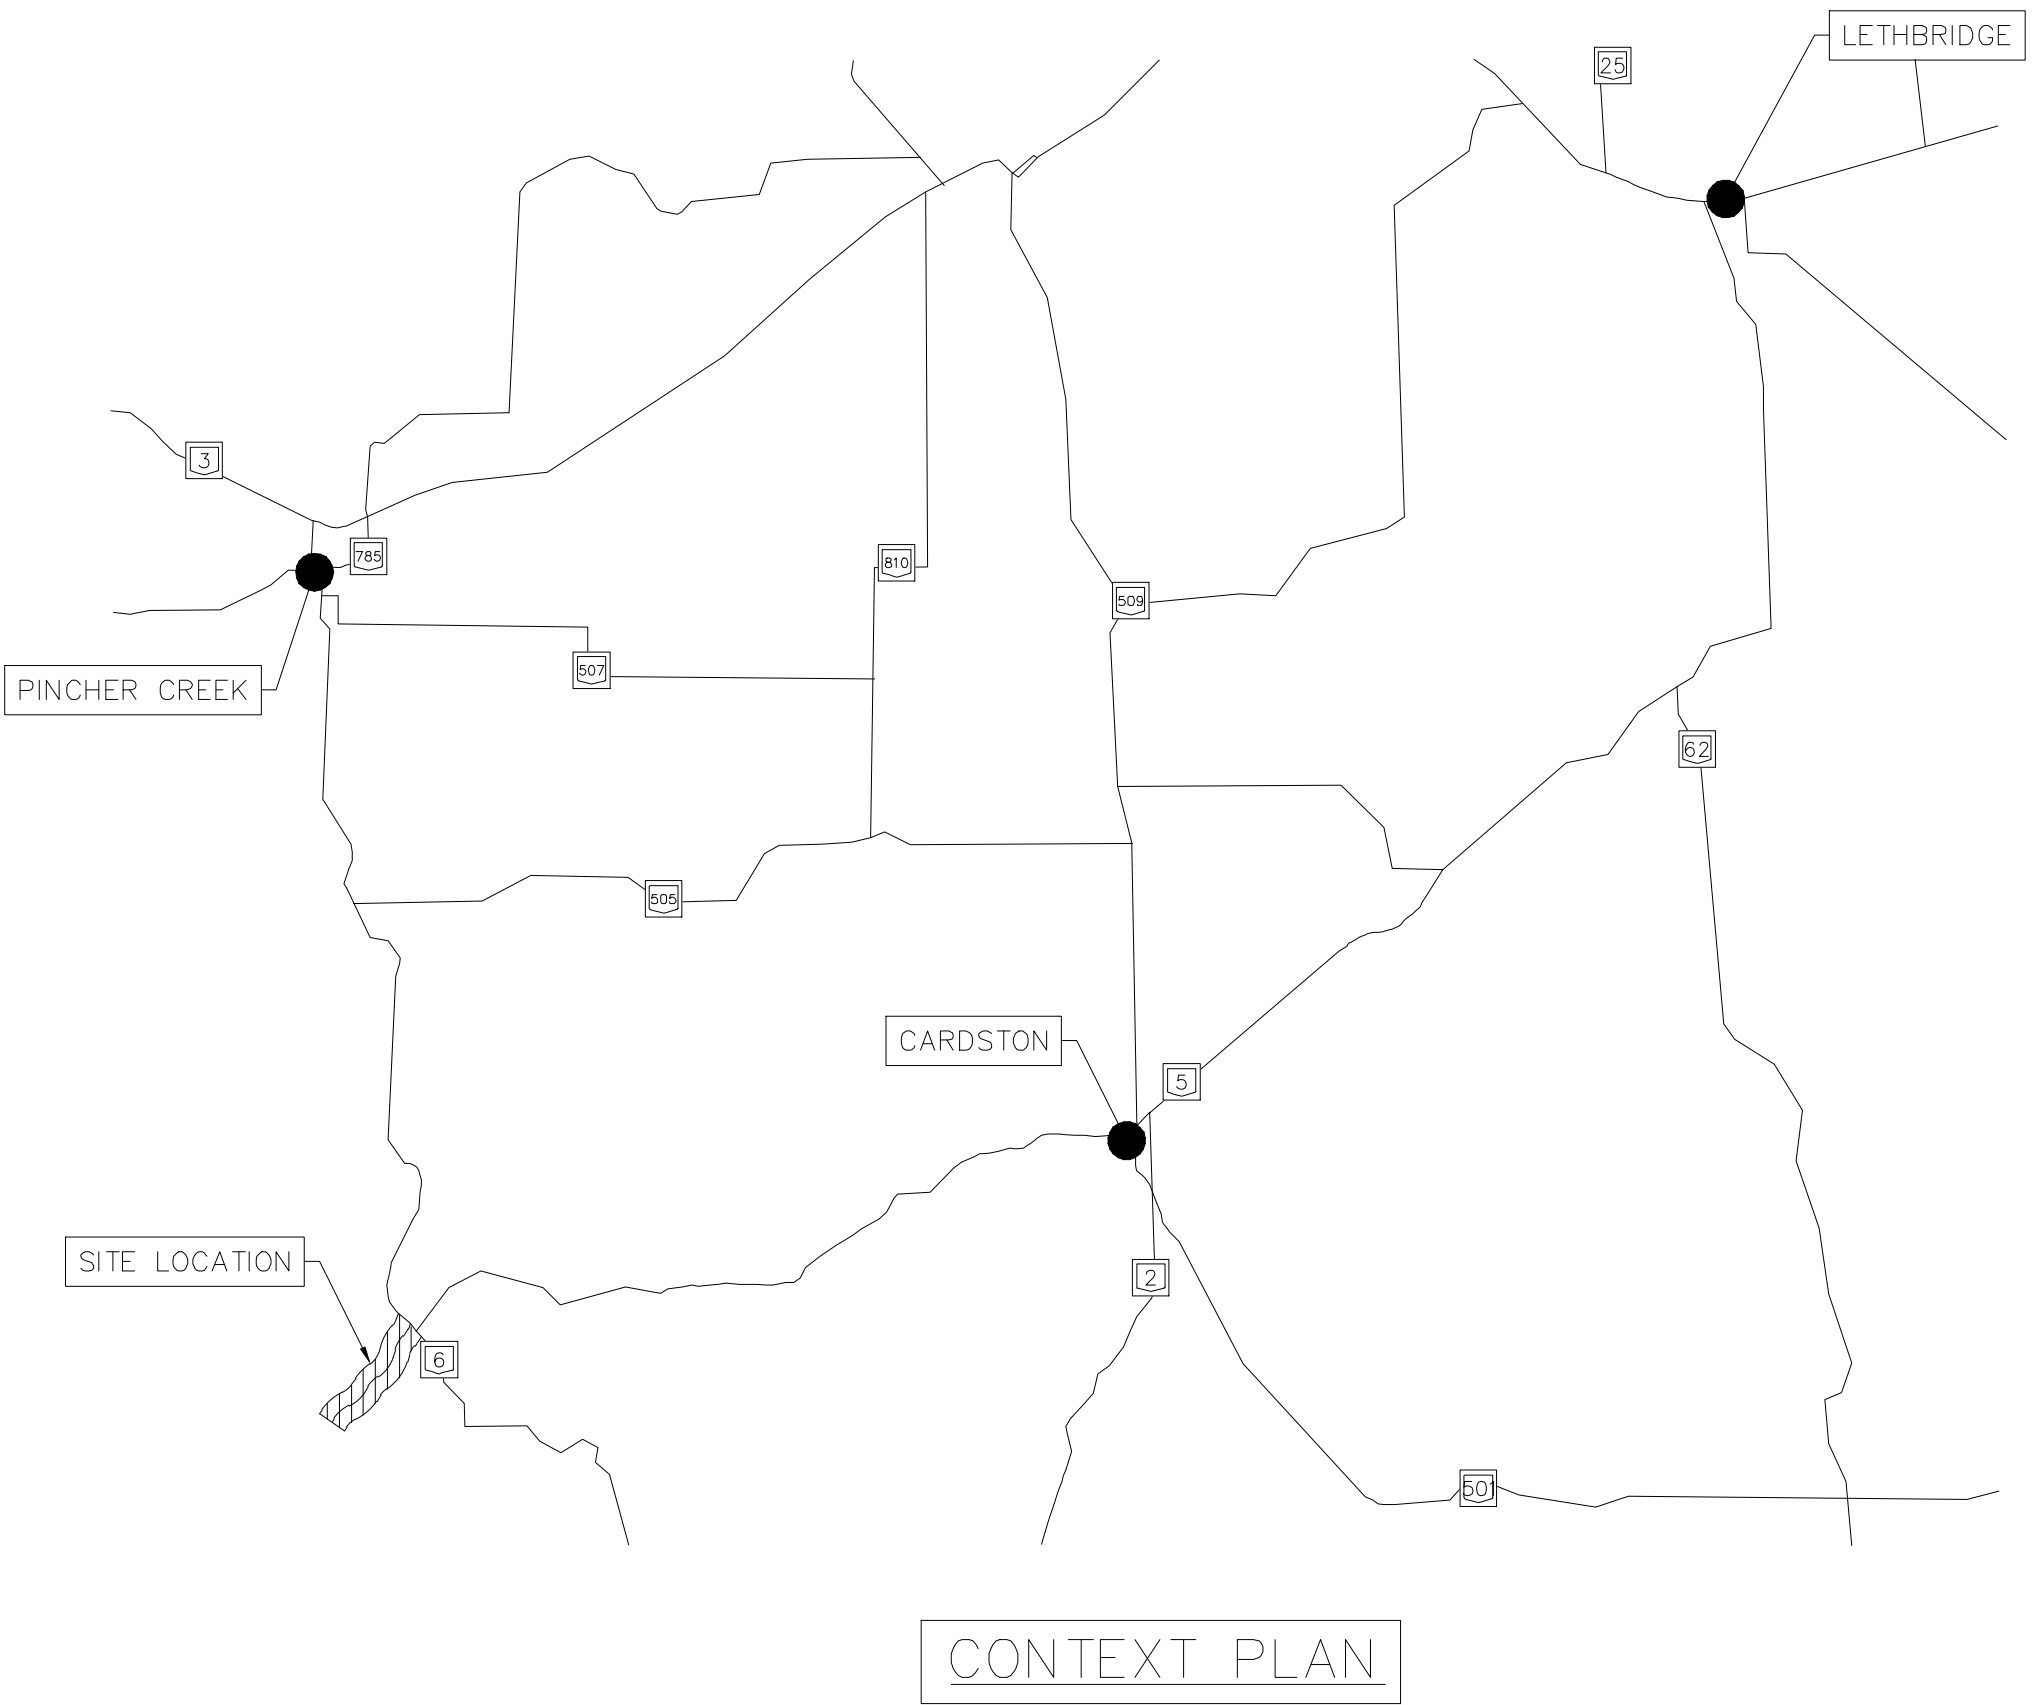 LETHBRIDGE
25
3
785
810
509
507
PINCHER CREEK
62
505
CARDSTON
5
SITE LOCATION
2
6
501
CONTEXT PLAN